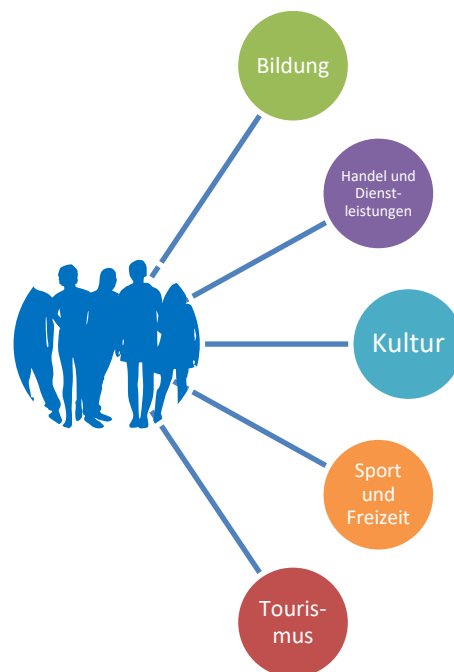 Bildung
Handel und
Dienst-
leistungen
Kultur
Sport
und
Freizeit
Touris-
mus